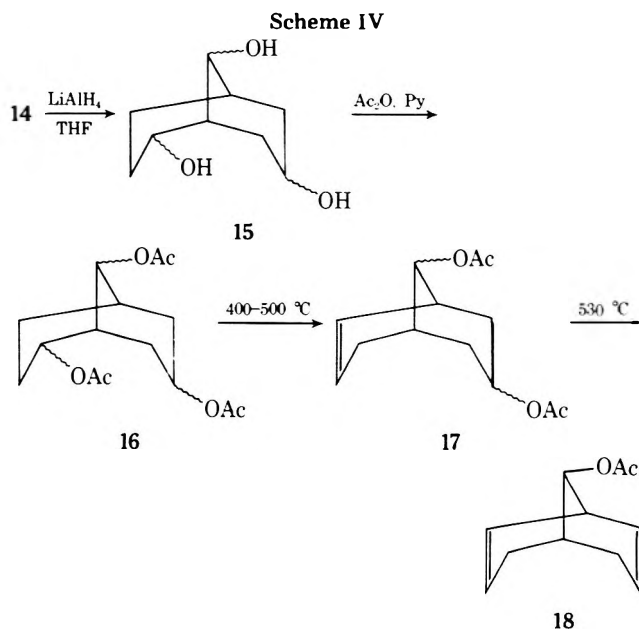 Scheme IV
14 LiAlH₄ THF
OH
OH
OH
15
Ac₂O. Py
OAc
OAc
OAc
16
400–500 °C
OAc
OAc
17
530 °C
OAc
18